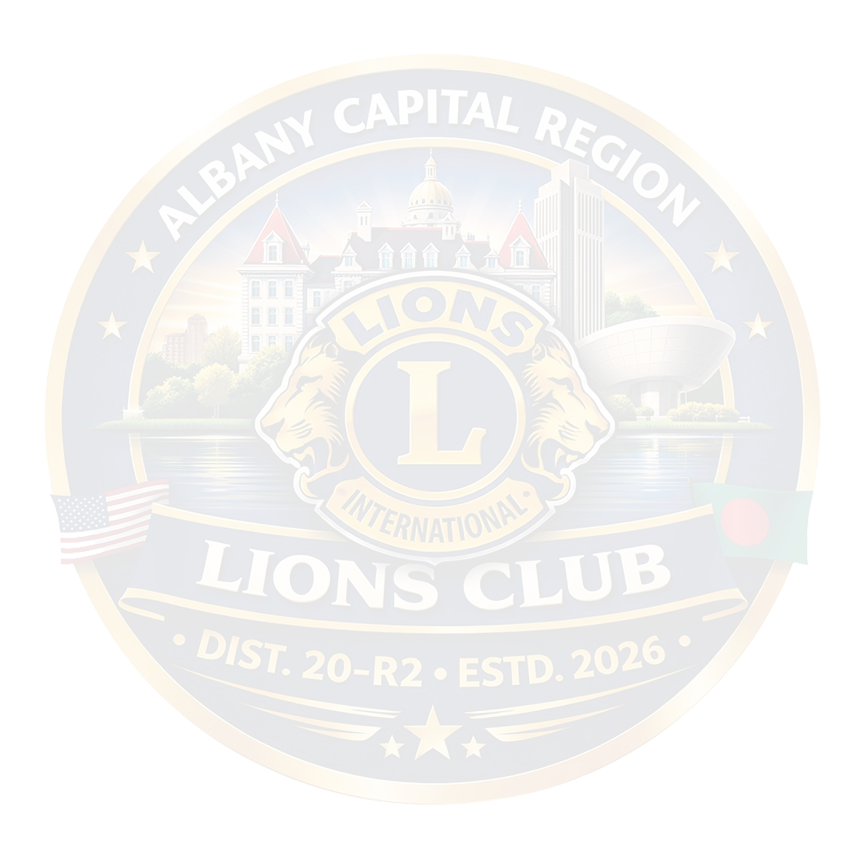 ALBANY CAPITAL REGION
LIONS
L
INTERNATIONAL
LIONS CLUB
• DIST. 20-R2 • ESTD. 2026 •